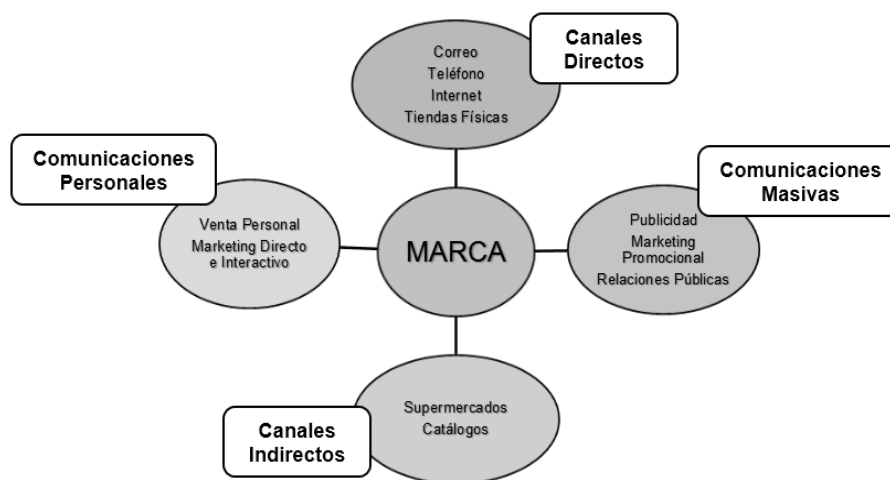 Canales
Directos
Correo
Teléfono
Internet
Tiendas Físicas
Comunicaciones
Personales
Venta Personal
Marketing Directo
e Interactivo
MARCA
Comunicaciones
Masivas
Publicidad
Marketing
Promocional
Relaciones Públicas
Canales
Indirectos
Supermercados
Catálogos